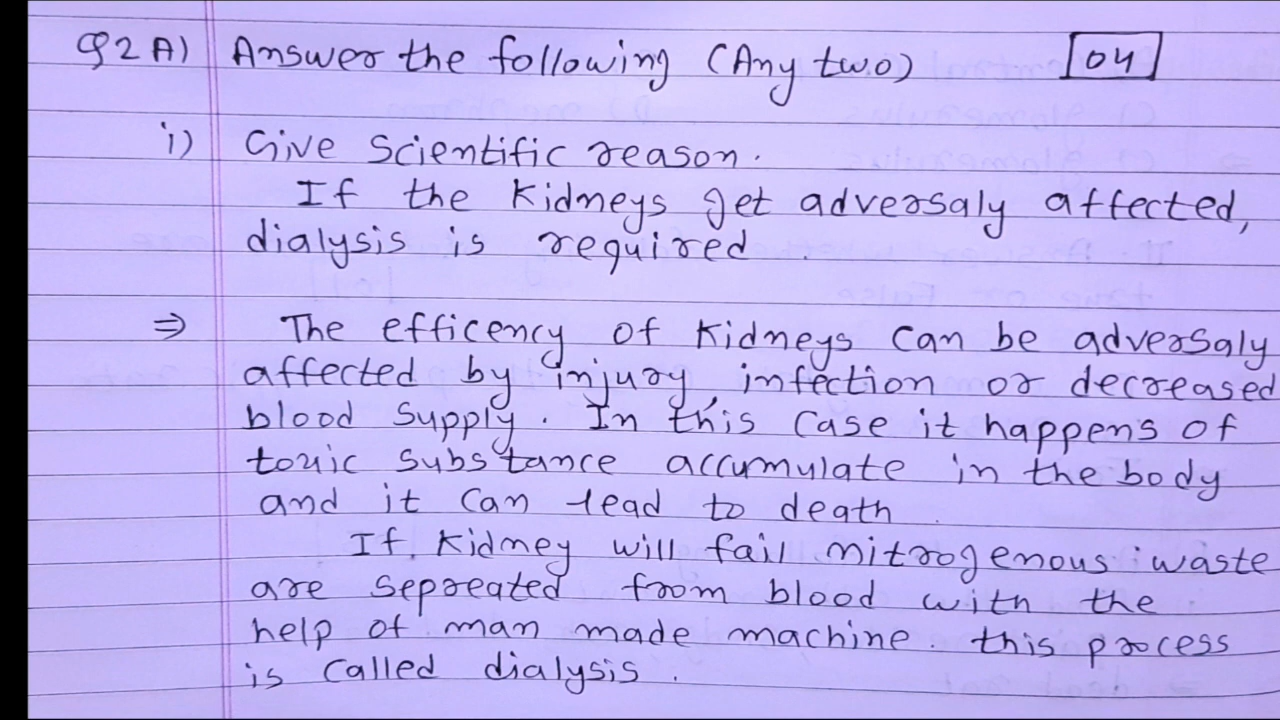 Q2 A) Answer the following (Any two) 04
i) Give Scientific reason.
If the kidneys get adversaly affected,
dialysis is required.
⇒ The efficency of kidneys can be adversaly
affected by injury, infection or decreased
blood supply. In this case it happens of
toxic substance accumulate in the body
and it can lead to death.
If kidney will fail nitrogenous waste
are sepreated from blood with the
help of man made machine. this process
is called dialysis.